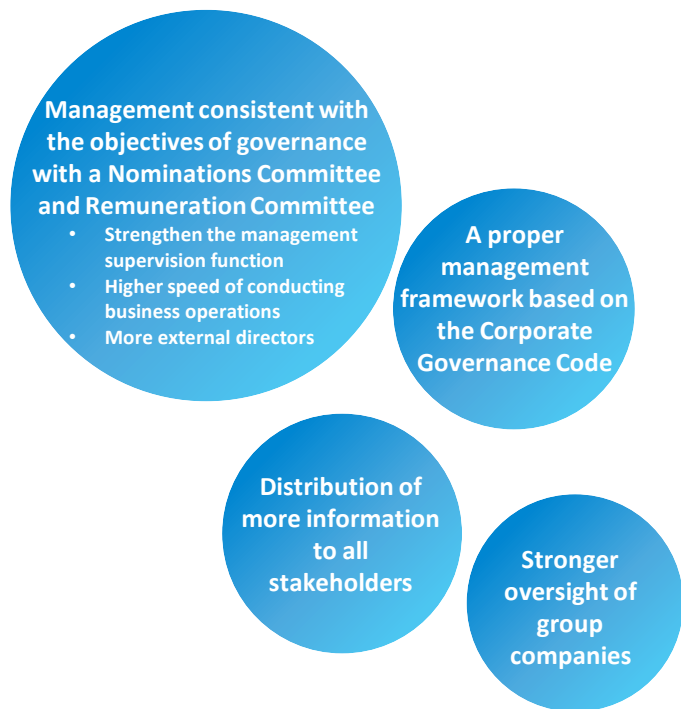 Management consistent with
the objectives of governance
with a Nominations Committee
and Remuneration Committee
• Strengthen the management
supervision function
• Higher speed of conducting
business operations
• More external directors
A proper
management
framework based on
the Corporate
Governance Code
Distribution of
more information
to all
stakeholders
Stronger
oversight of
group
companies